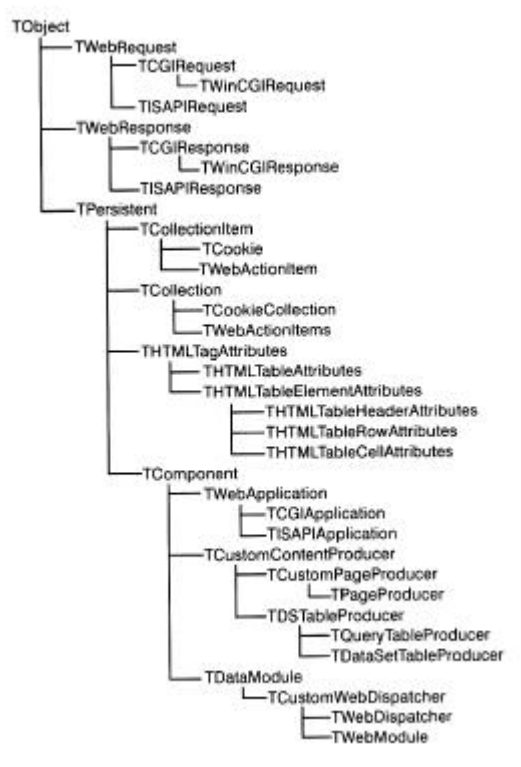 TObject
TWebRequest
TCGIRequest
TWinCGIRequest
TISAPIRequest
TWebResponse
TCGIResponse
TWinCGIResponse
TISAPIResponse
TPersistent
TCollectionItem
TCookie
TWebActionItem
TCollection
TCookieCollection
TWebActionItems
THTMLTagAttributes
THTMLTableAttributes
THTMLTableElementAttributes
THTMLTableHeaderAttributes
THTMLTableRowAttributes
THTMLTableCellAttributes
TComponent
TWebApplication
TCGIApplication
TISAPIApplication
TCustomContentProducer
TCustomPageProducer
TPageProducer
TDSTableProducer
TQueryTableProducer
TDataSetTableProducer
TDataModule
TCustomWebDispatcher
TWebDispatcher
TWebModule